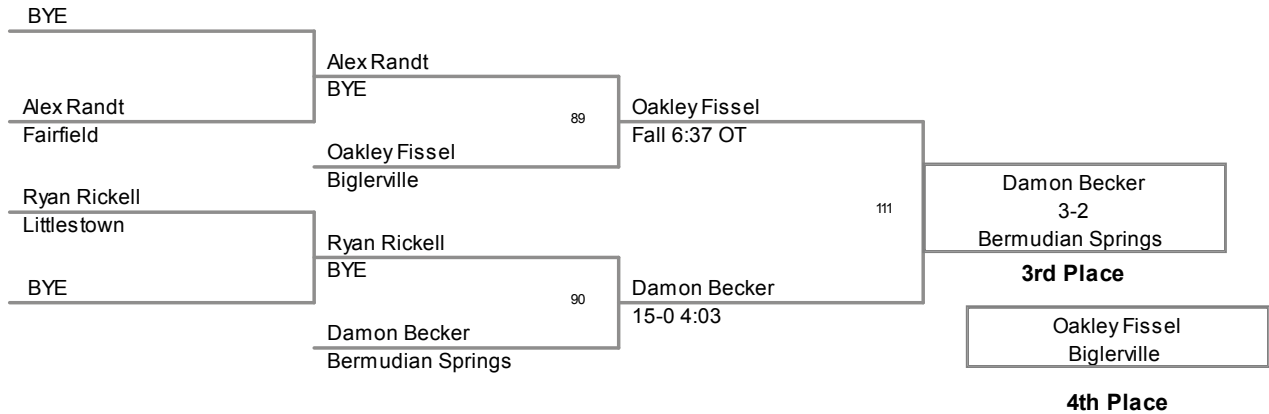 BYE
Alex Randt
BYE
Alex Randt
Fairfield
89
Oakley Fissel
Fall 6:37 OT
Oakley Fissel
Biglerville
Ryan Rickell
Littlestown
111
Damon Becker
3-2
Bermudian Springs
3rd Place
Ryan Rickell
BYE
BYE
90
Damon Becker
15-0 4:03
Damon Becker
Bermudian Springs
Oakley Fissel
Biglerville
4th Place